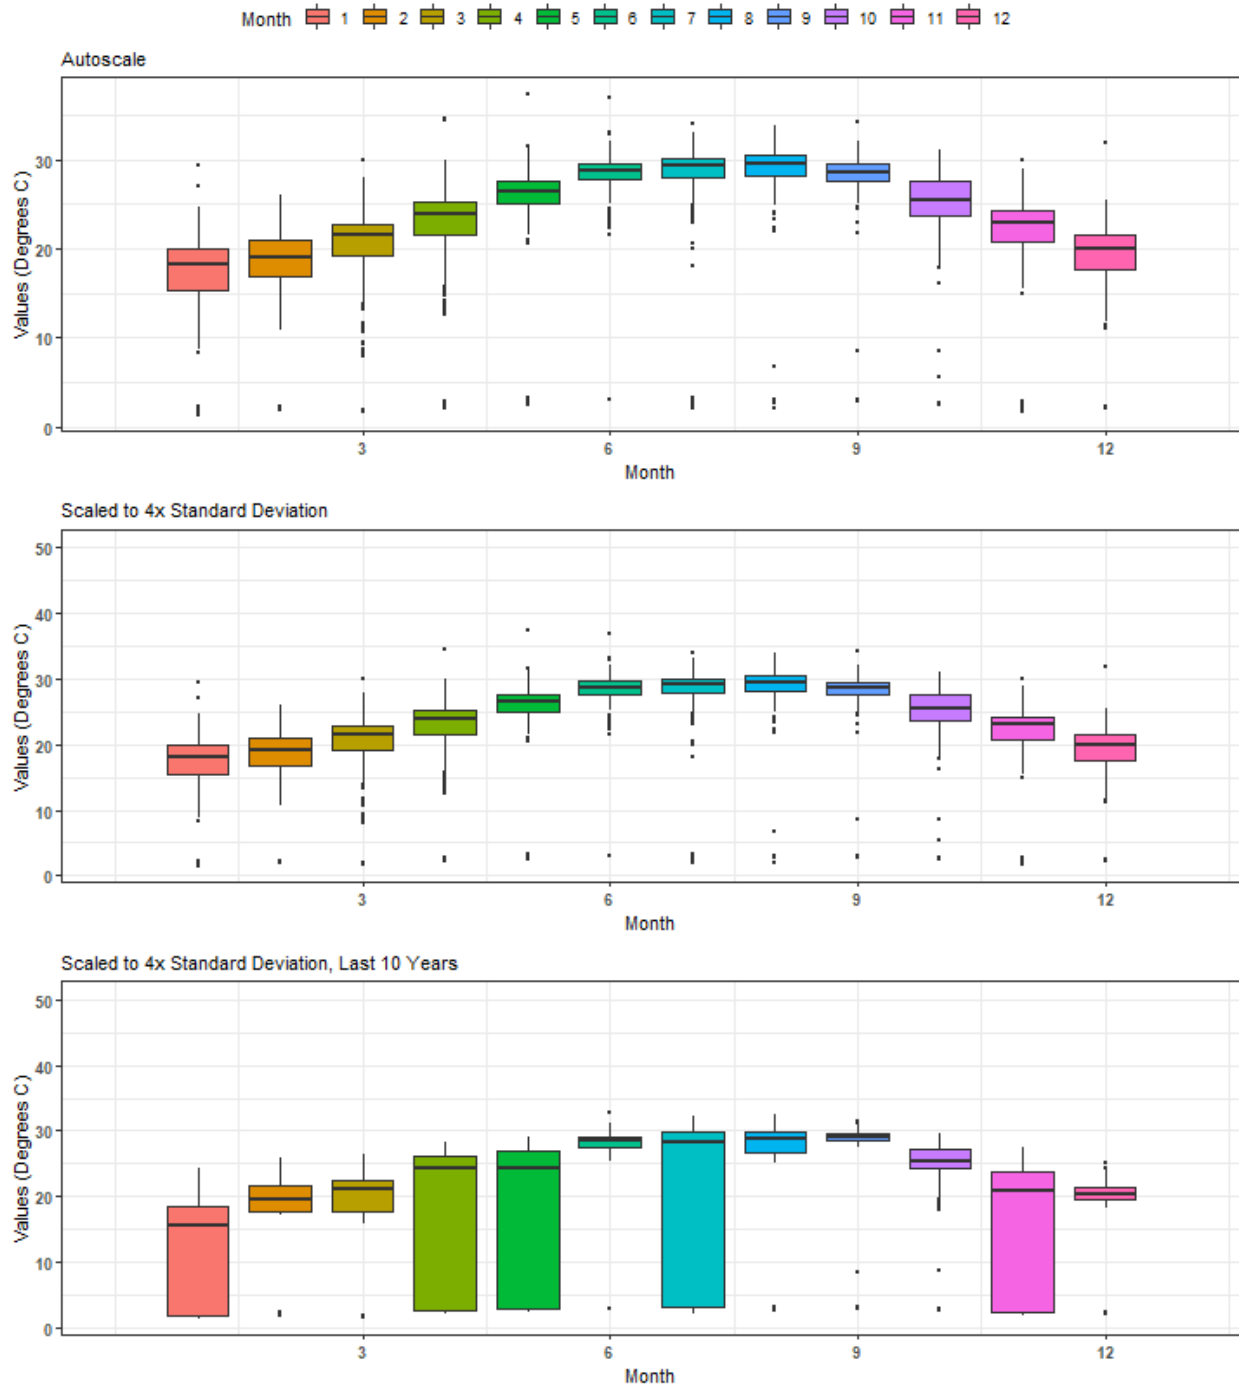 Month 1 2 3 4 5 6 7 8 9 10 11 12
Autoscale
Values (Degrees C)
30
20
10
0
3 6 9 12
Month
Scaled to 4x Standard Deviation
Values (Degrees C)
50
40
30
20
10
0
3 6 9 12
Month
Scaled to 4x Standard Deviation, Last 10 Years
Values (Degrees C)
50
40
30
20
10
0
3 6 9 12
Month